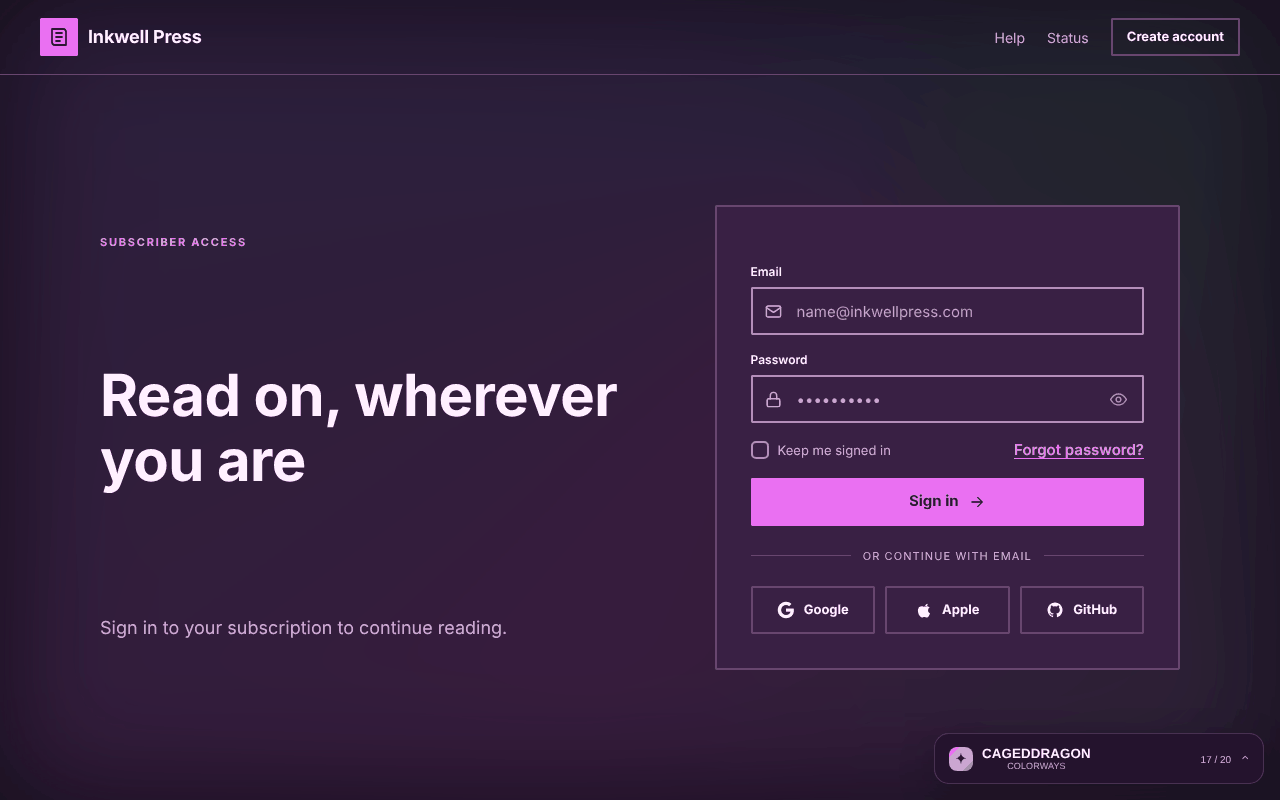 Inkwell Press
Help
Status
Create account
SUBSCRIBER ACCESS
Read on, wherever
you are
Sign in to your subscription to continue reading.
Email
name@inkwellpress.com
Password
••••••••••
Keep me signed in
Forgot password?
Sign in →
OR CONTINUE WITH EMAIL
Google
Apple
GitHub
CAGEDDRAGON
COLORWAYS
17 / 20